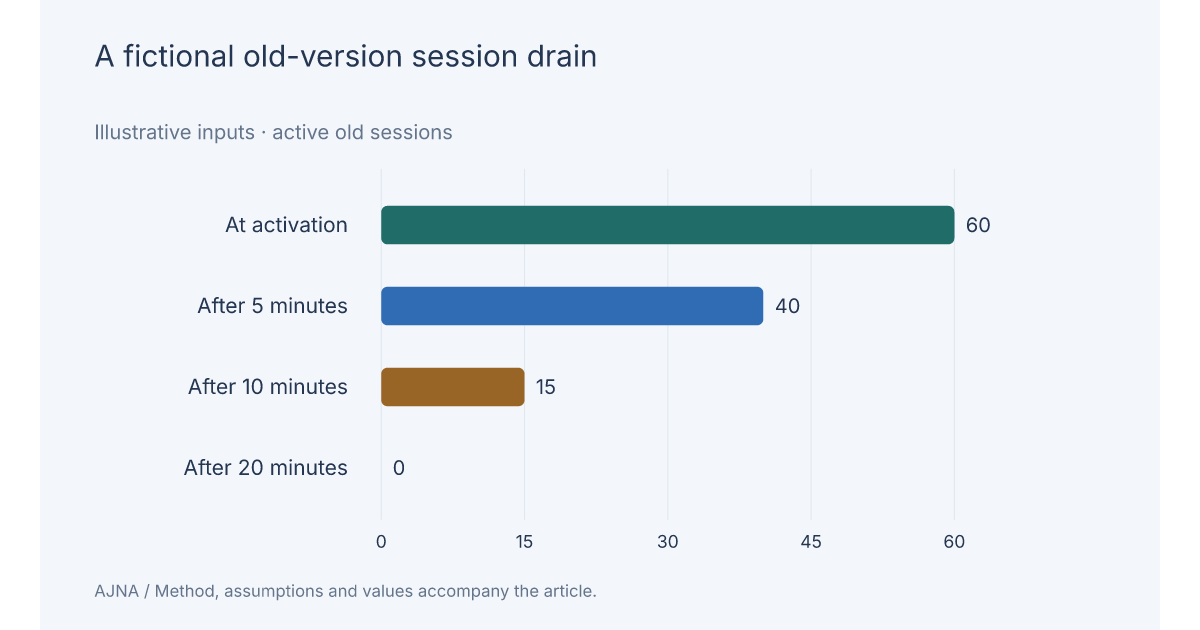 A fictional old-version session drain
Illustrative inputs · active old sessions
At activation 60
After 5 minutes 40
After 10 minutes 15
After 20 minutes 0
0 15 30 45 60
AJNA / Method, assumptions and values accompany the article.